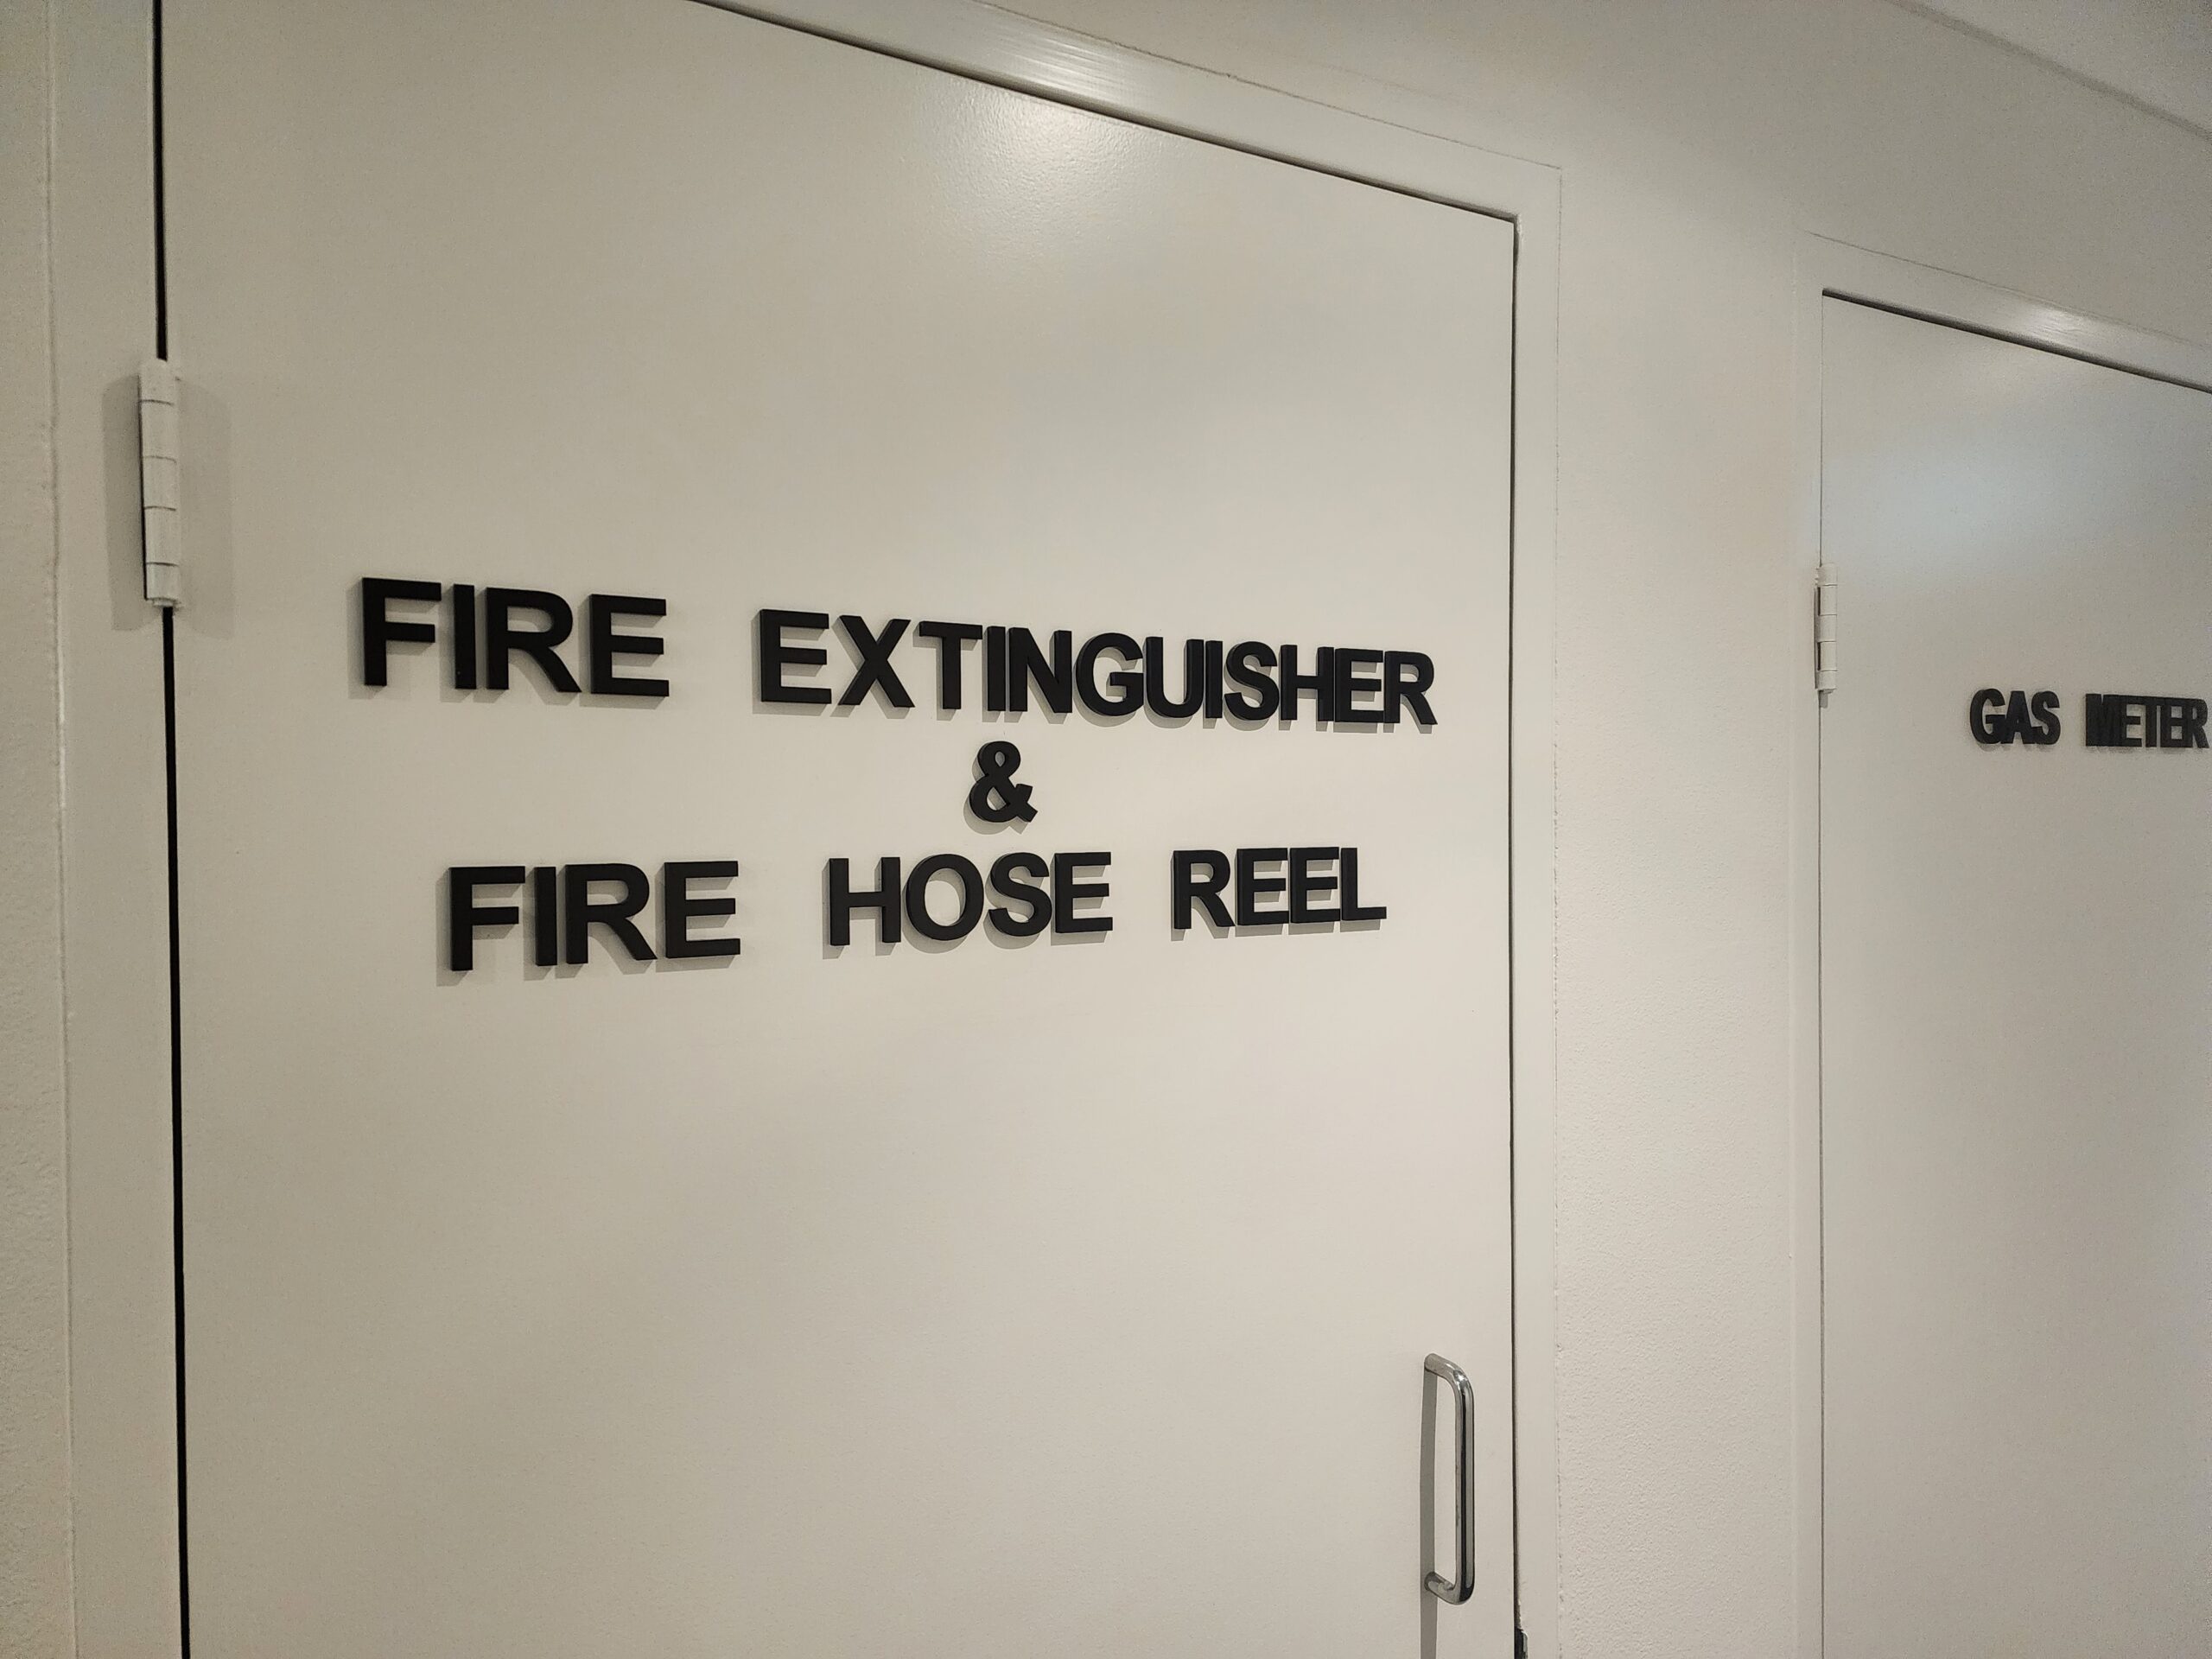 FIRE EXTINGUISHER
&
FIRE HOSE REEL
GAS METER